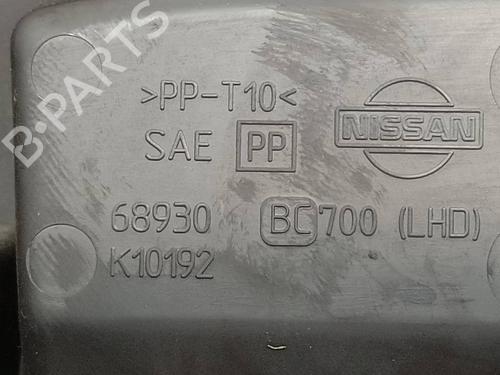 B-PARTS
>PP-T10<
SAE PP
NISSAN
68930 BC700 (LHD)
K10192